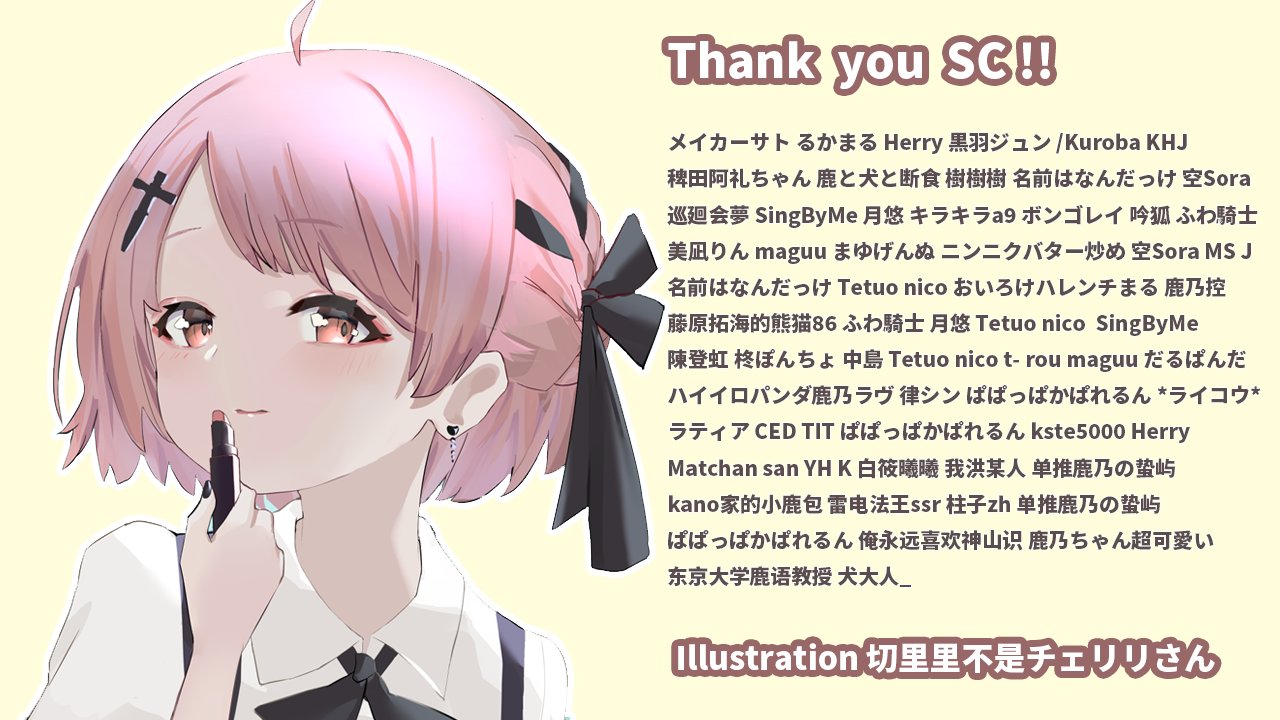 Thank you SC!!
メイカーサト るかまる Herry 黒羽ジュン /Kuroba KHJ
稗田阿礼ちゃん 鹿と犬と断食 樹樹樹 名前はなんだっけ 空Sora
巡廻会夢 SingByMe 月悠 キラキラa9 ボンゴレイ 吟狐 ふわ騎士
美凪りん maguu まゆげんぬ ニンニクバター炒め 空Sora MS J
名前はなんだっけ Tetuo nico おいろけハレンチまる 鹿乃控
藤原拓海的熊猫86 ふわ騎士 月悠 Tetuo nico  SingByMe
陳登虹 柊ぽんちょ 中島 Tetuo nico t- rou maguu だるぱんだ
ハイイロパンダ鹿乃ラヴ 律シン ぱぱっぱかぱれるん *ライコウ*
ラティア CED TIT ぱぱっぱかぱれるん kste5000 Herry
Matchan san YH K 白筱曦曦 我洪某人 单推鹿乃の蛰屿
kano家的小鹿包 雷电法王ssr 柱子zh 单推鹿乃の蛰屿
ぱぱっぱかぱれるん 俺永远喜欢神山识 鹿乃ちゃん超可愛い
东京大学鹿语教授 犬大人_
Illustration 切里里不是チェリリさん